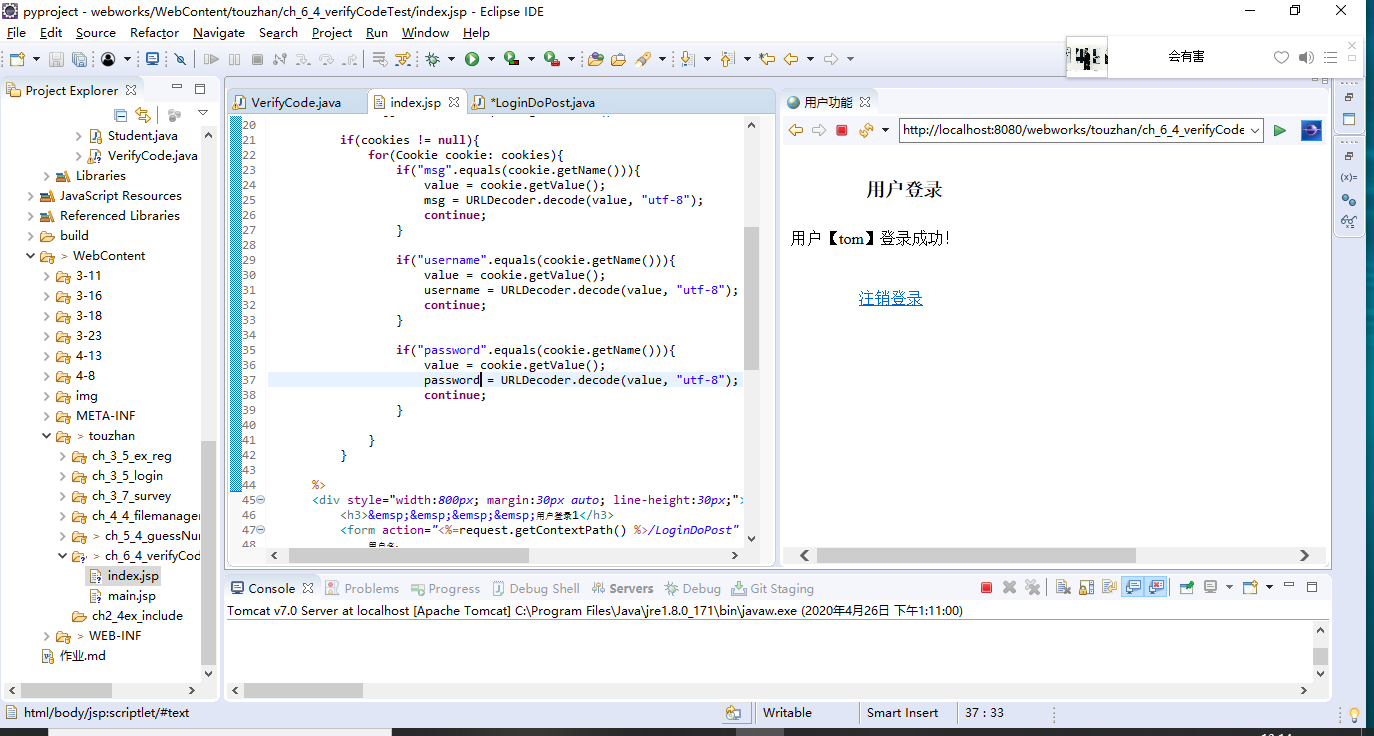 pyproject - webworks/WebContent/touzhan/ch_6_4_verifyCodeTest/index.jsp - Eclipse IDE
File Edit Source Refactor Navigate Search Project Run Window Help
会有害
Project Explorer
Student.java
VerifyCode.java
Libraries
JavaScript Resources
Referenced Libraries
build
> WebContent
3-11
3-16
3-18
3-23
4-13
4-8
img
META-INF
> touzhan
ch_3_5_ex_reg
ch_3_5_login
ch_3_7_survey
ch_4_4_filemanager
> ch_5_4_guessNu
> ch_6_4_verifyCod
index.jsp
main.jsp
ch2_4ex_include
> WEB-INF
作业.md
VerifyCode.java index.jsp *LoginDoPost.java
20
21 if(cookies != null){
22 for(Cookie cookie: cookies){
23 if("msg".equals(cookie.getName())){
24 value = cookie.getValue();
25 msg = URLDecoder.decode(value, "utf-8");
26 continue;
27 }
28
29 if("username".equals(cookie.getName())){
30 value = cookie.getValue();
31 username = URLDecoder.decode(value, "utf-8");
32 continue;
33 }
34
35 if("password".equals(cookie.getName())){
36 value = cookie.getValue();
37 password = URLDecoder.decode(value, "utf-8");
38 continue;
39 }
40
41 }
42 }
43
44 %>
45 <div style="width:800px; margin:30px auto; line-height:30px;">
46 <h3>&emsp;&emsp;&emsp;&emsp;用户登录1</h3>
47 <form action="<%=request.getContextPath() %>/LoginDoPost"
48
用户功能
http://localhost:8080/webworks/touzhan/ch_6_4_verifyCode
用户登录
用户【tom】登录成功！
注销登录
(x)=
Console Problems Progress Debug Shell Servers Debug Git Staging
Tomcat v7.0 Server at localhost [Apache Tomcat] C:\Program Files\Java\jre1.8.0_171\bin\javaw.exe (2020年4月26日 下午1:11:00)
html/body/jsp:scriptlet/#text
Writable
Smart Insert
37 : 33